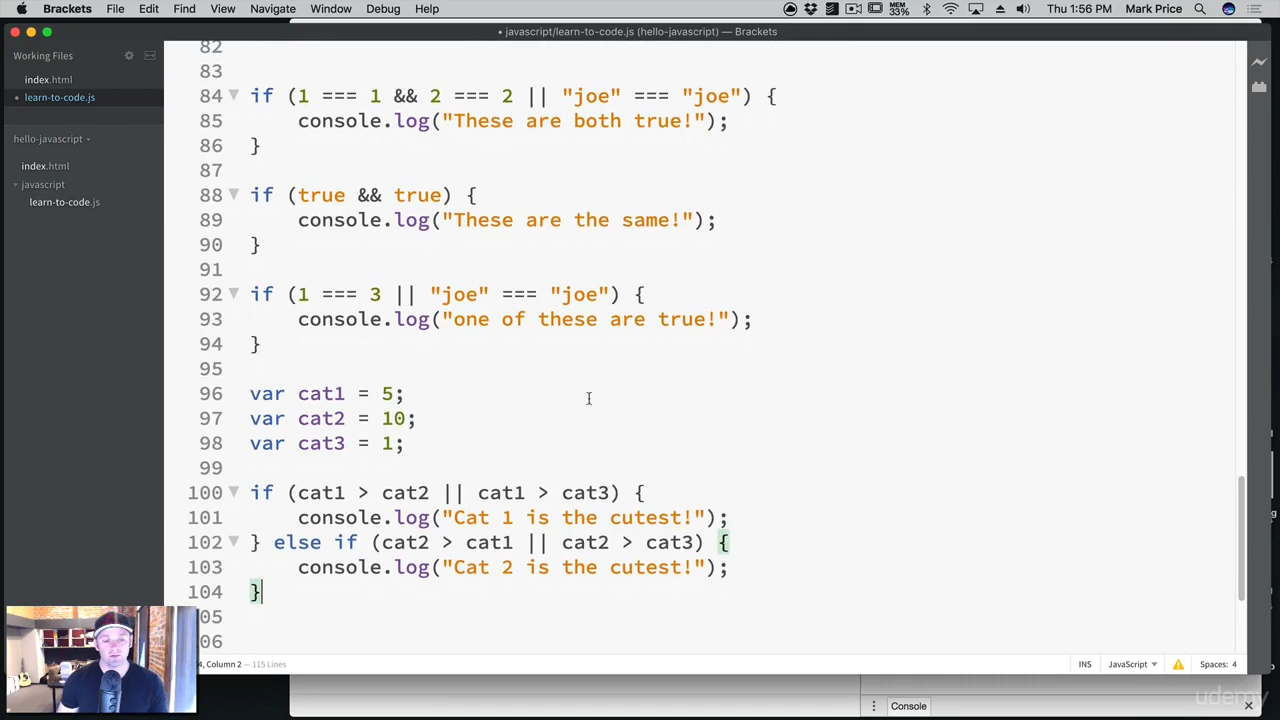 Brackets File Edit Find View Navigate Window Debug Help MEM 33% Thu 1:56 PM Mark Price
• javascript/learn-to-code.js (hello-javascript) — Brackets
Working Files
index.html
• learn-to-code.js
hello-javascript
index.html
javascript
learn-to-code.js
82
83
84 if (1 === 1 && 2 === 2 || "joe" === "joe") {
85 console.log("These are both true!");
86 }
87
88 if (true && true) {
89 console.log("These are the same!");
90 }
91
92 if (1 === 3 || "joe" === "joe") {
93 console.log("one of these are true!");
94 }
95
96 var cat1 = 5;
97 var cat2 = 10;
98 var cat3 = 1;
99
100 if (cat1 > cat2 || cat1 > cat3) {
101 console.log("Cat 1 is the cutest!");
102 } else if (cat2 > cat1 || cat2 > cat3) {
103 console.log("Cat 2 is the cutest!");
104 }
05
06
4, Column 2 — 115 Lines
INS JavaScript Spaces: 4
Console
udemy